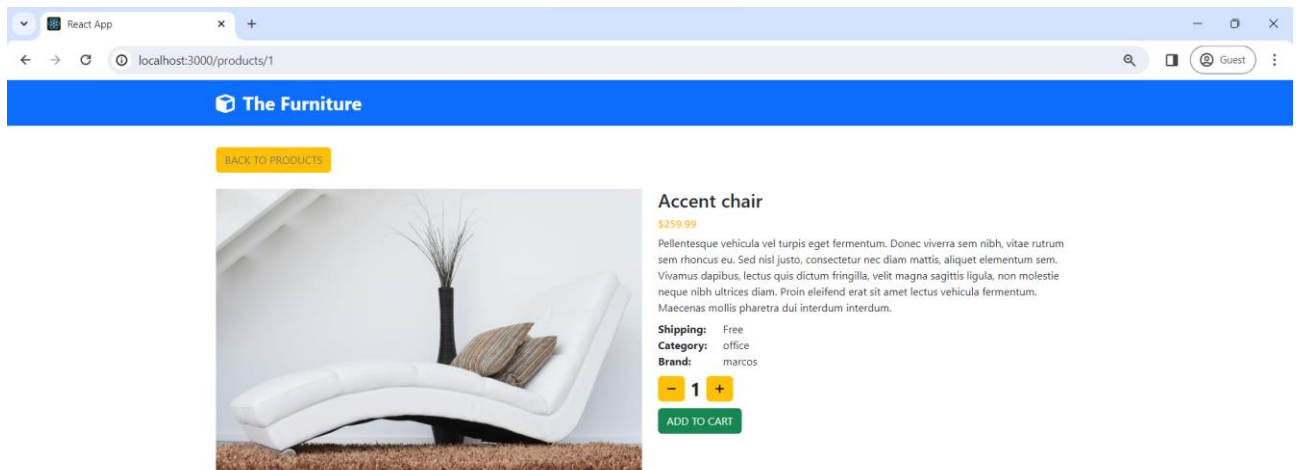 React App
localhost:3000/products/1
Guest
The Furniture
BACK TO PRODUCTS
Accent chair
$259.99
Pellentesque vehicula vel turpis eget fermentum. Donec viverra sem nibh, vitae rutrum
sem rhoncus eu. Sed nisl justo, consectetur nec diam mattis, aliquet elementum sem.
Vivamus dapibus, lectus quis dictum fringilla, velit magna sagittis ligula, non molestie
neque nibh ultrices diam. Proin eleifend erat sit amet lectus vehicula fermentum.
Maecenas mollis pharetra dui interdum interdum.
Shipping: Free
Category: office
Brand: marcos
− 1 +
ADD TO CART